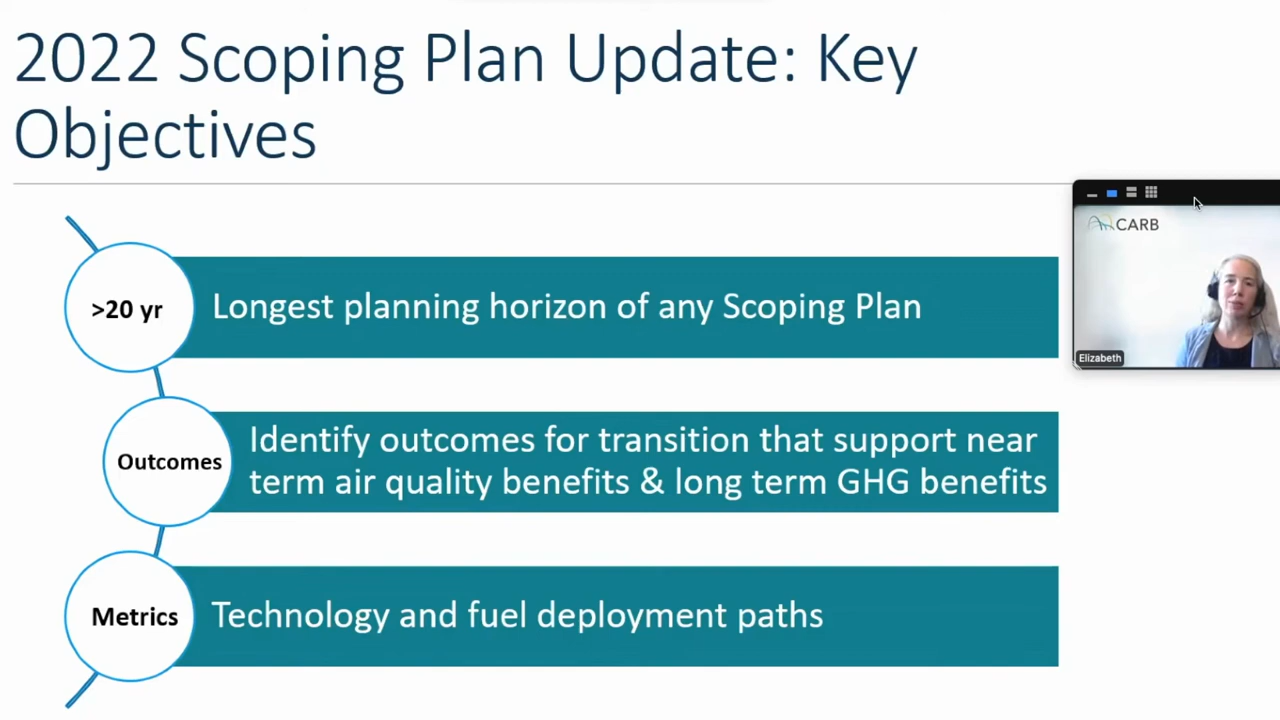 2022 Scoping Plan Update: Key
Objectives
CARB
>20 yr
Longest planning horizon of any Scoping Plan
Elizabeth
Outcomes
Identify outcomes for transition that support near
term air quality benefits & long term GHG benefits
Metrics
Technology and fuel deployment paths